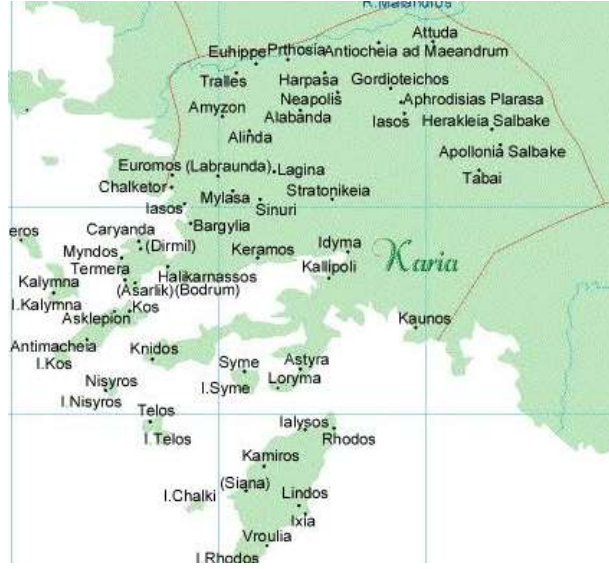 R.Maiandros
Attuda
Euhippe
Prthosia
Antiocheia ad Maeandrum
Tralles
Harpasa
Gordioteichos
Neapolis
Aphrodisias Plarasa
Amyzon
Alabanda
Iasos
Herakleia Salbake
Alinda
Apollonia Salbake
Euromos (Labraunda)
Lagina
Tabai
Chalketor
Mylasa
Stratonikeia
Iasos
Sinuri
Bargylia
eros
Caryanda
(Dirmil)
Idyma
Myndos
Keramos
Karia
Termera
Halikarnassos
Kallipoli
Kalymna
(Asarlik)
(Bodrum)
I.Kalymna
Kos
Asklepion
Kaunos
Antimacheia
Knidos
I.Kos
Syme
Astyra
Nisyros
I.Syme
Loryma
I.Nisyros
Telos
I.Telos
Ialysos
Rhodos
Kamiros
(Siana)
I.Chalki
Lindos
Ixia
Vroulia
I.Rhodos